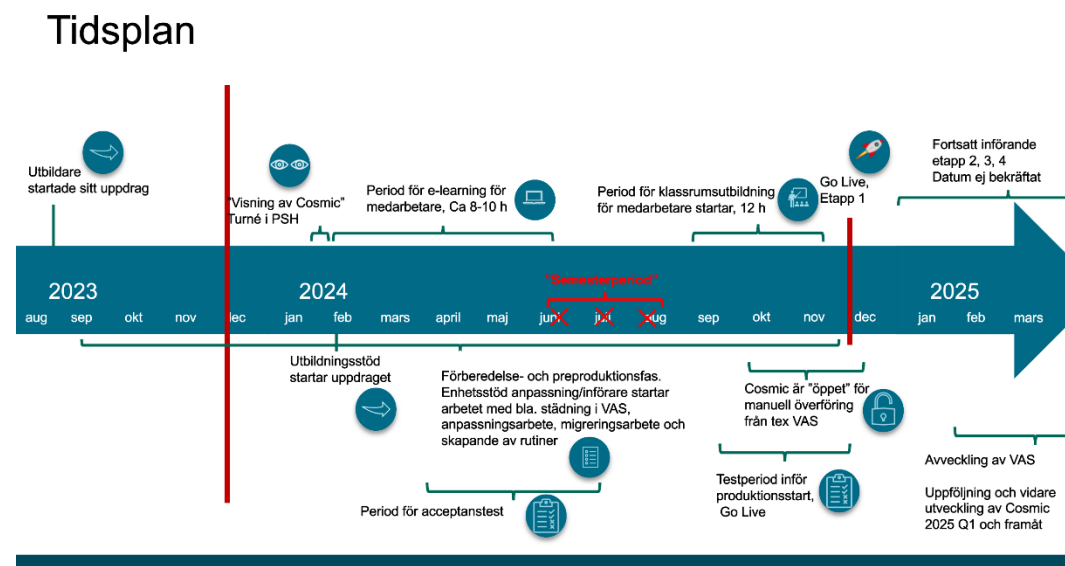 Tidsplan
Utbildare
startade sitt uppdrag
"Visning av Cosmic"
Turné i PSH
Period för e-learning för
medarbetare, Ca 8-10 h
Period för klassrumsutbildning
för medarbetare startar, 12 h
Go Live,
Etapp 1
Fortsatt införande
etapp 2, 3, 4
Datum ej bekräftat
"Semesterperiod"
2023
2024
2025
aug sep okt nov dec jan feb mars april maj juni juli aug sep okt nov dec jan feb mars
Utbildningsstöd
startar uppdraget
Förberedelse- och preproduktionsfas.
Enhetsstöd anpassning/införare startar
arbetet med bla. städning i VAS,
anpassningsarbete, migreringsarbete och
skapande av rutiner
Period för acceptanstest
Cosmic är "öppet" för
manuell överföring
från tex VAS
Testperiod inför
produktionsstart,
Go Live
Avveckling av VAS
Uppföljning och vidare
utveckling av Cosmic
2025 Q1 och framåt